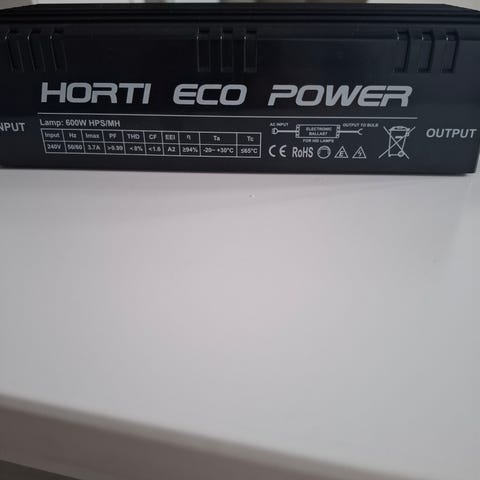 HORTI ECO POWER
INPUT
Lamp: 600W HPS/MH
Input Hz Imax PF THD CF EEI η Ta Tc
240V 50/60 3.7A >0.99 <8% <1.6 A2 ≥94% -20~ +30°C ≤65°C
AC INPUT OUTPUT TO BULB
ELECTRONIC
BALLAST
FOR HID LAMPS
CE RoHS
OUTPUT